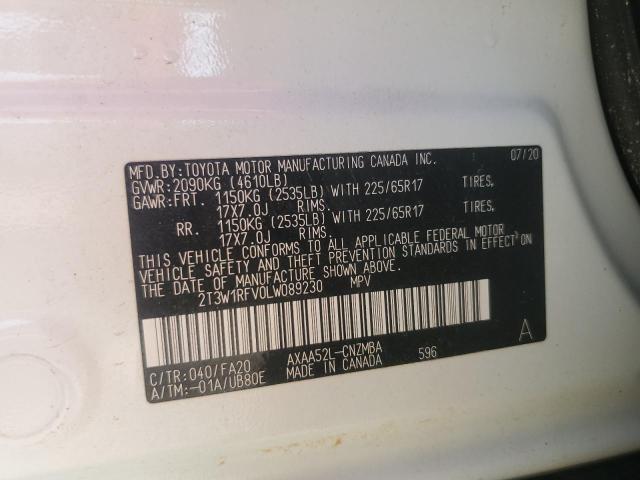 MFD.BY:TOYOTA MOTOR MANUFACTURING CANADA INC. 07/20
GVWR:2090KG (4610LB)
GAWR:FRT. 1150KG (2535LB) WITH 225/65R17 TIRES,
17X7.0J RIMS.
RR. 1150KG (2535LB) WITH 225/65R17 TIRES,
17X7.0J RIMS.
THIS VEHICLE CONFORMS TO ALL APPLICABLE FEDERAL MOTOR
VEHICLE SAFETY AND THEFT PREVENTION STANDARDS IN EFFECT ON
THE DATE OF MANUFACTURE SHOWN ABOVE.
2T3W1RFV0LW089230 MPV
A
C/TR:040/FA20 AXAA52L-CNZMBA
A/TM:-01A/UB80E MADE IN CANADA 596